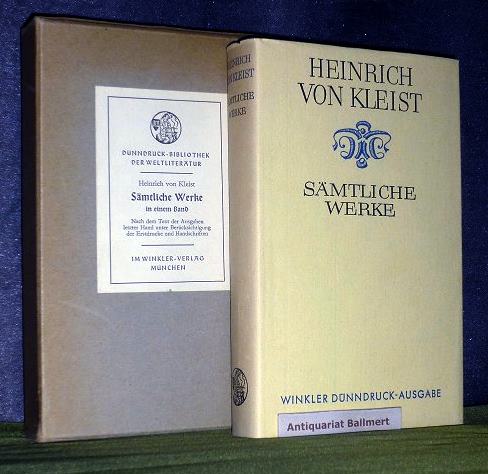 DÜNNDRUCK-BIBLIOTHEK
DER WELTLITERATUR
Heinrich von Kleist
Sämtliche Werke
in einem Band
Nach dem Text der Ausgaben
letzter Hand unter Berücksichtigung
der Erstdrucke und Handschriften
IM WINKLER-VERLAG
MÜNCHEN
HEINRICH
VON KLEIST
SÄMTLICHE
WERKE
HEINRICH
VON KLEIST
SÄMTLICHE
WERKE
WINKLER DÜNNDRUCK-AUSGABE
Antiquariat Ballmert